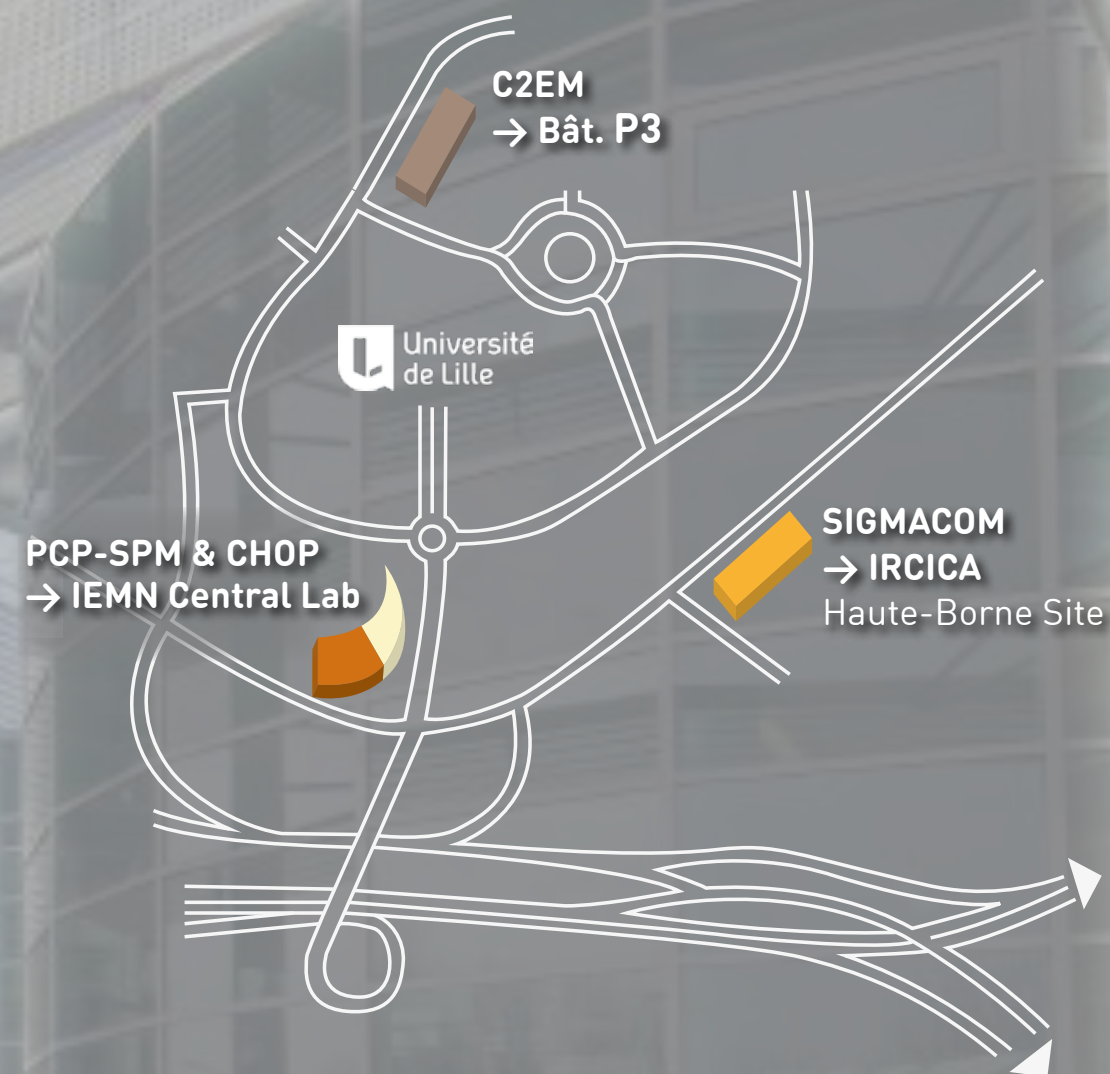 C2EM
→ Bât. P3
Université
de Lille
PCP-SPM & CHOP
→ IEMN Central Lab
SIGMACOM
→ IRCICA
Haute-Borne Site